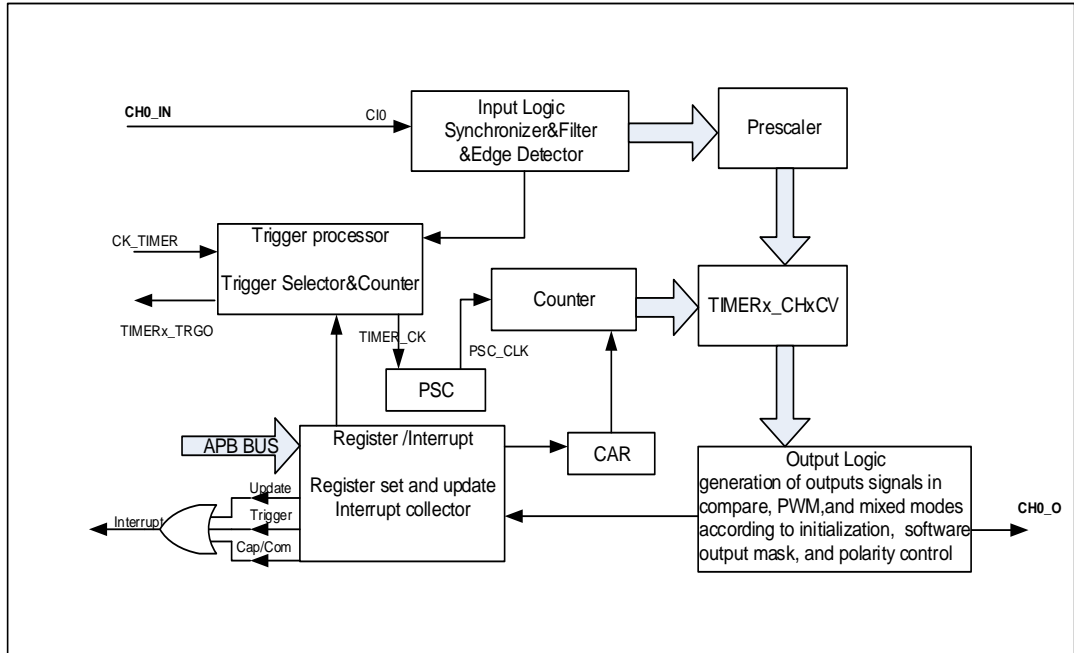 CH0_IN
CI0
Input Logic
Synchronizer&Filter
&Edge Detector
Prescaler
CK_TIMER
Trigger processor
Trigger Selector&Counter
TIMERx_TRGO
TIMER_CK
PSC_CLK
Counter
TIMERx_CHxCV
PSC
APB BUS
Register /Interrupt
Register set and update
Interrupt collector
CAR
Output Logic
generation of outputs signals in
compare, PWM,and mixed modes
according to initialization, software
output mask, and polarity control
CH0_O
Update
Trigger
Cap/Com
Interrupt